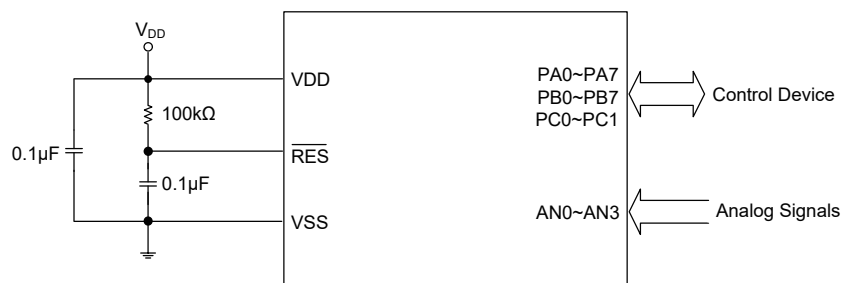 VDD
VDD
100kΩ
0.1µF
RES
0.1µF
VSS
PA0~PA7
PB0~PB7
PC0~PC1
Control Device
AN0~AN3
Analog Signals